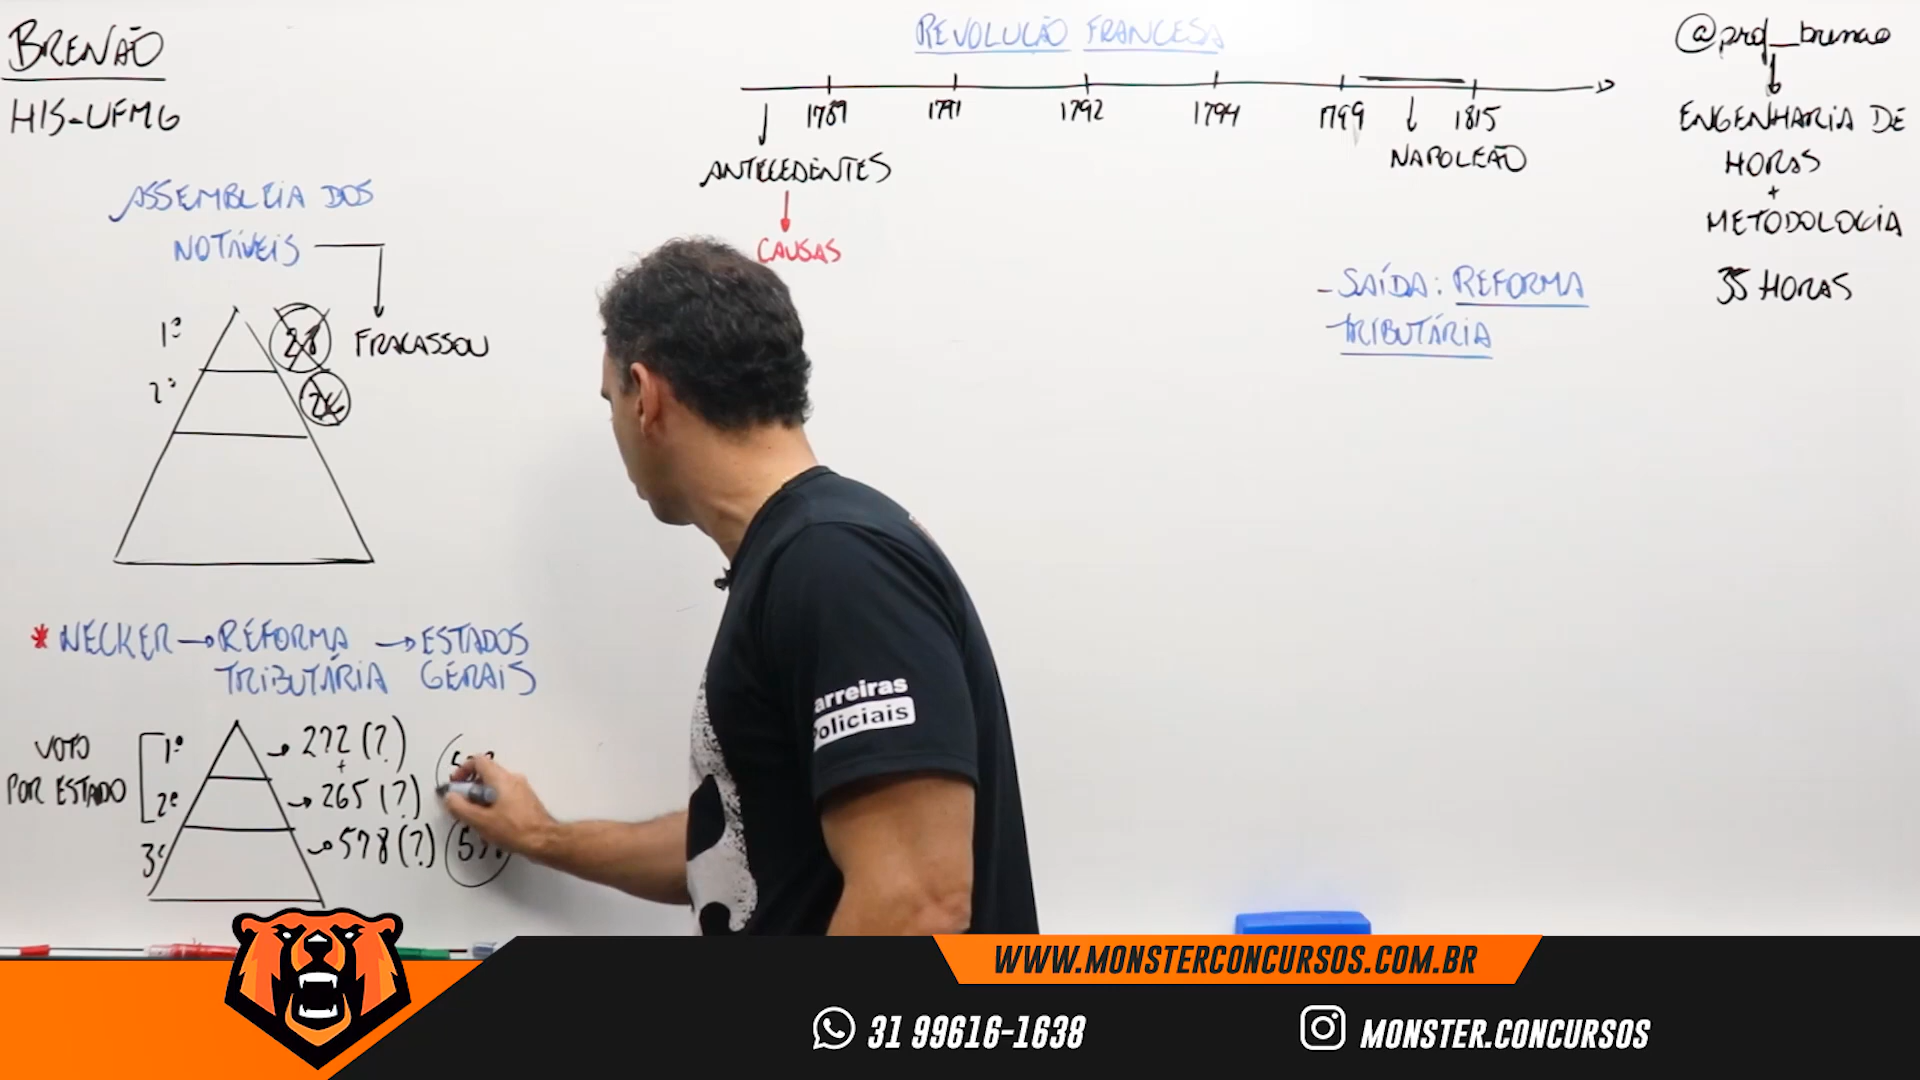 BRENÃO
HIS-UFMG
REVOLUÇÃO FRANCESA
1789
1791
1792
1794
1799
1815
ANTECEDENTES
CAUSAS
NAPOLEÃO
@prof_brenao
ENGENHARIA DE
HORAS
+
METODOLOGIA
35 HORAS
- SAÍDA: REFORMA
TRIBUTÁRIA
ASSEMBLEIA DOS
NOTÁVEIS
FRACASSOU
1º
2º
* NECKER → REFORMA → ESTADOS
TRIBUTÁRIA GERAIS
VOTO
POR ESTADO
1º
2º
3º
272 (?)
+
265 (?)
578 (?)
arreiras
oliciais
WWW.MONSTERCONCURSOS.COM.BR
31 99616-1638
MONSTER.CONCURSOS